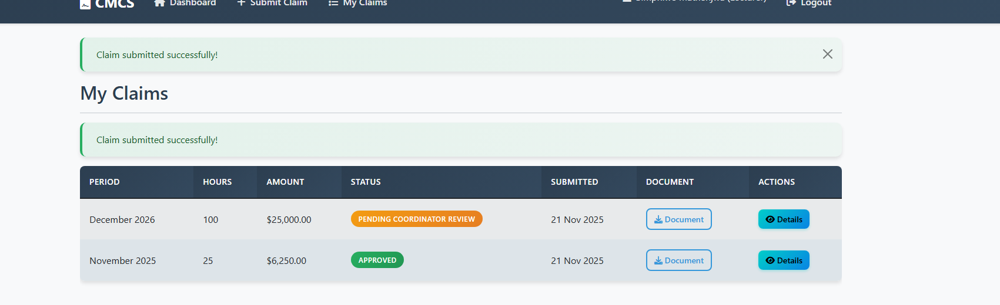 CMCS Dashboard Submit Claim My Claims (Lecturer) Logout
Claim submitted successfully!
My Claims
Claim submitted successfully!
PERIOD HOURS AMOUNT STATUS SUBMITTED DOCUMENT ACTIONS
December 2026 100 $25,000.00 PENDING COORDINATOR REVIEW 21 Nov 2025 Document Details
November 2025 25 $6,250.00 APPROVED 21 Nov 2025 Document Details